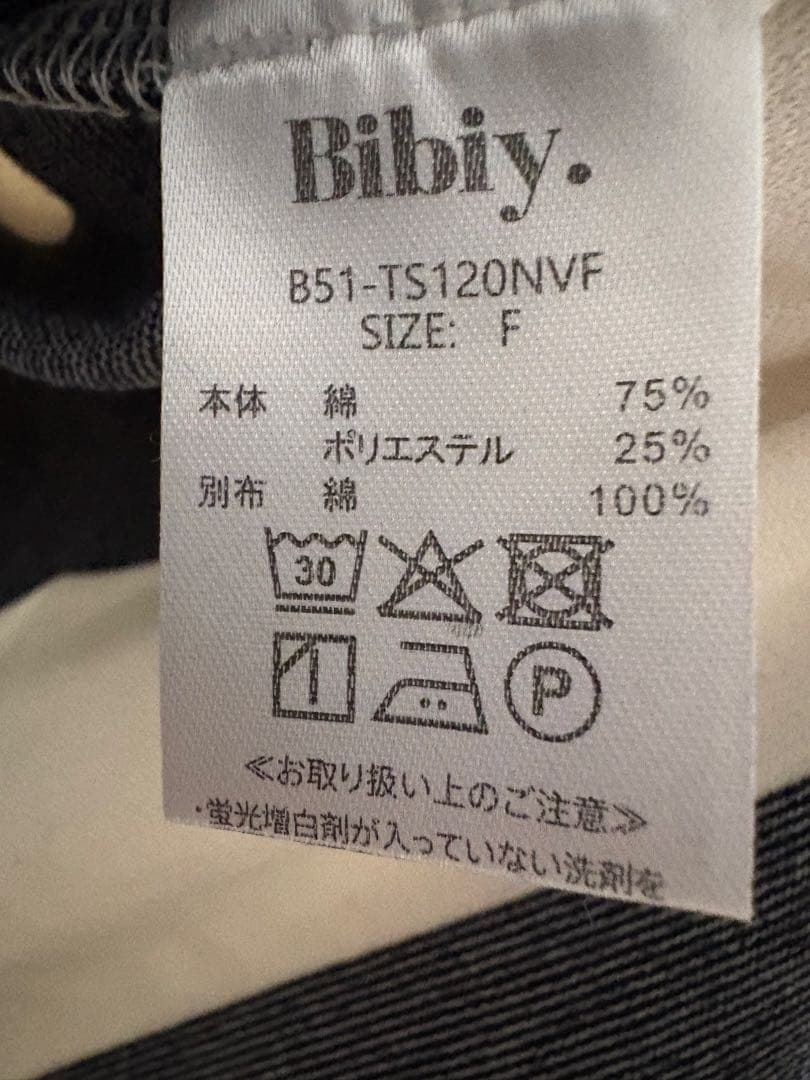 Bibiy.
B51-TS120NVF
SIZE: F
本体 綿 75%
ポリエステル 25%
別布 綿 100%
30
P
≪お取り扱い上のご注意≫
・蛍光増白剤が入っていない洗剤を